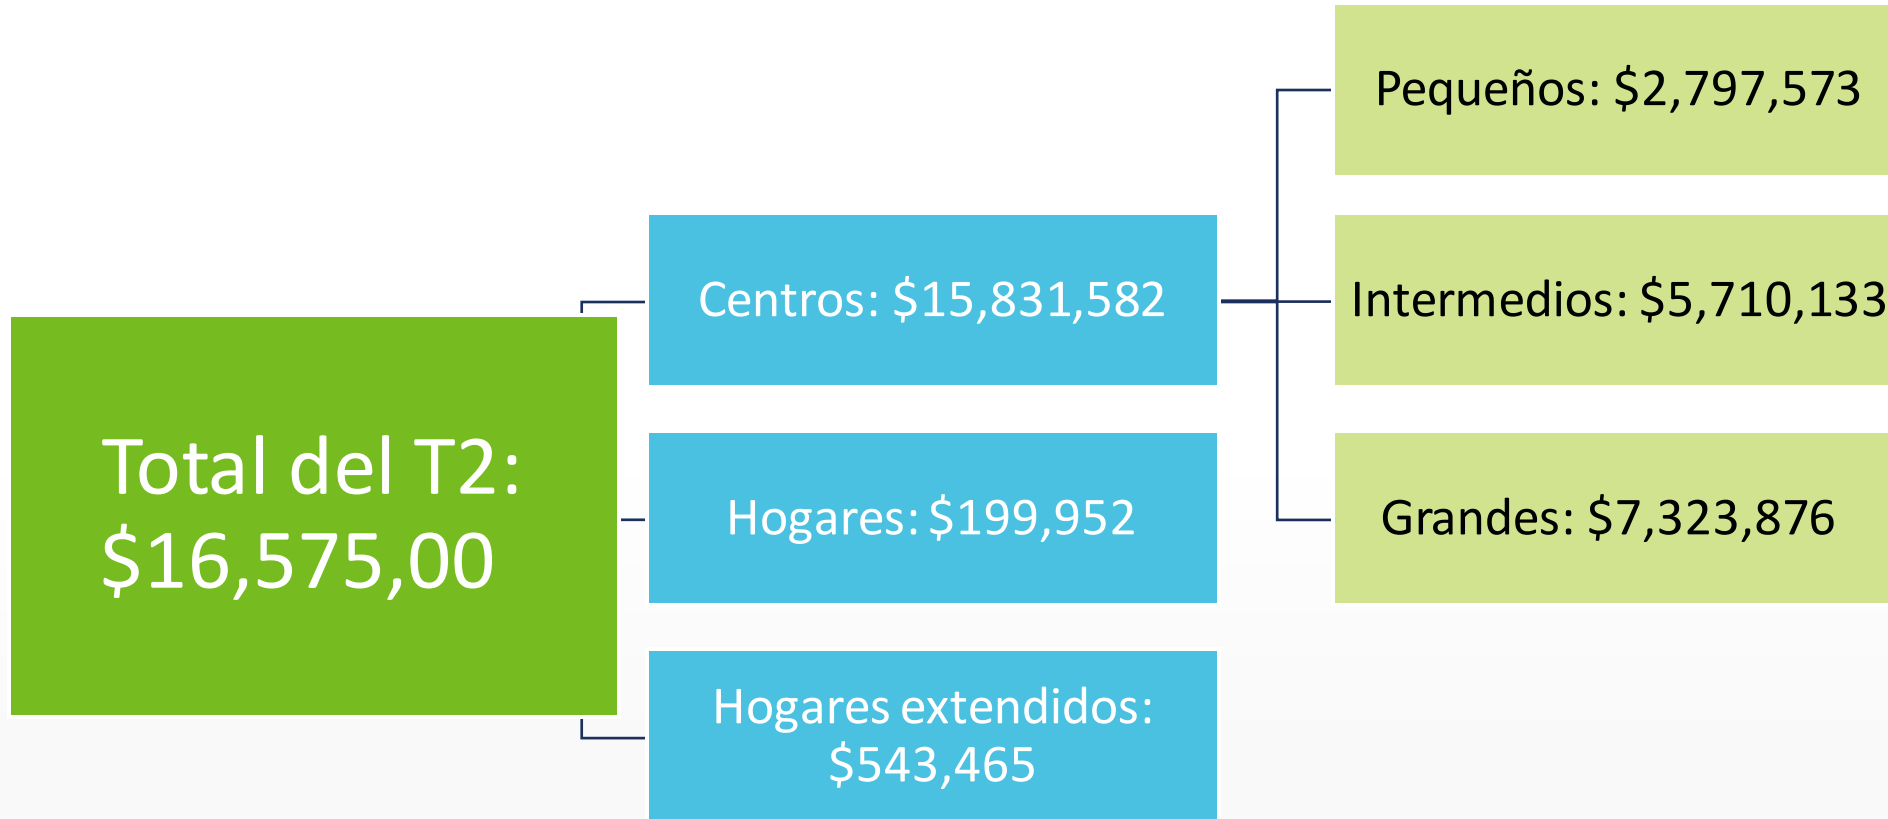 Total del T2:
$16,575,00
Centros: $15,831,582
Hogares: $199,952
Hogares extendidos:
$543,465
Pequeños: $2,797,573
Intermedios: $5,710,133
Grandes: $7,323,876